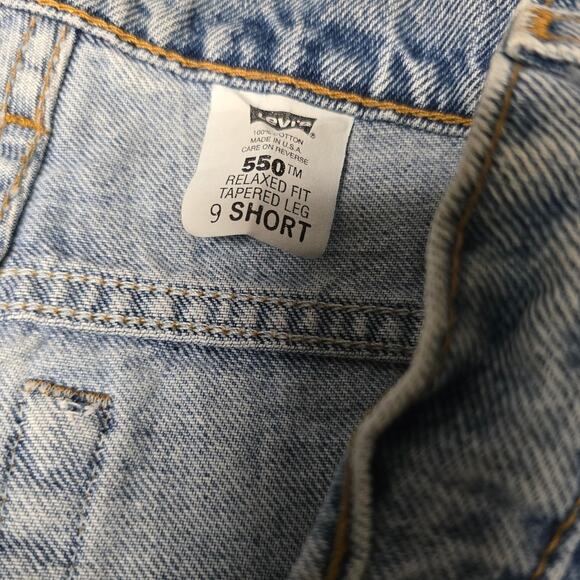 Levi's®
100% COTTON
MADE IN U.S.A.
CARE ON REVERSE
550™
RELAXED FIT
TAPERED LEG
9 SHORT